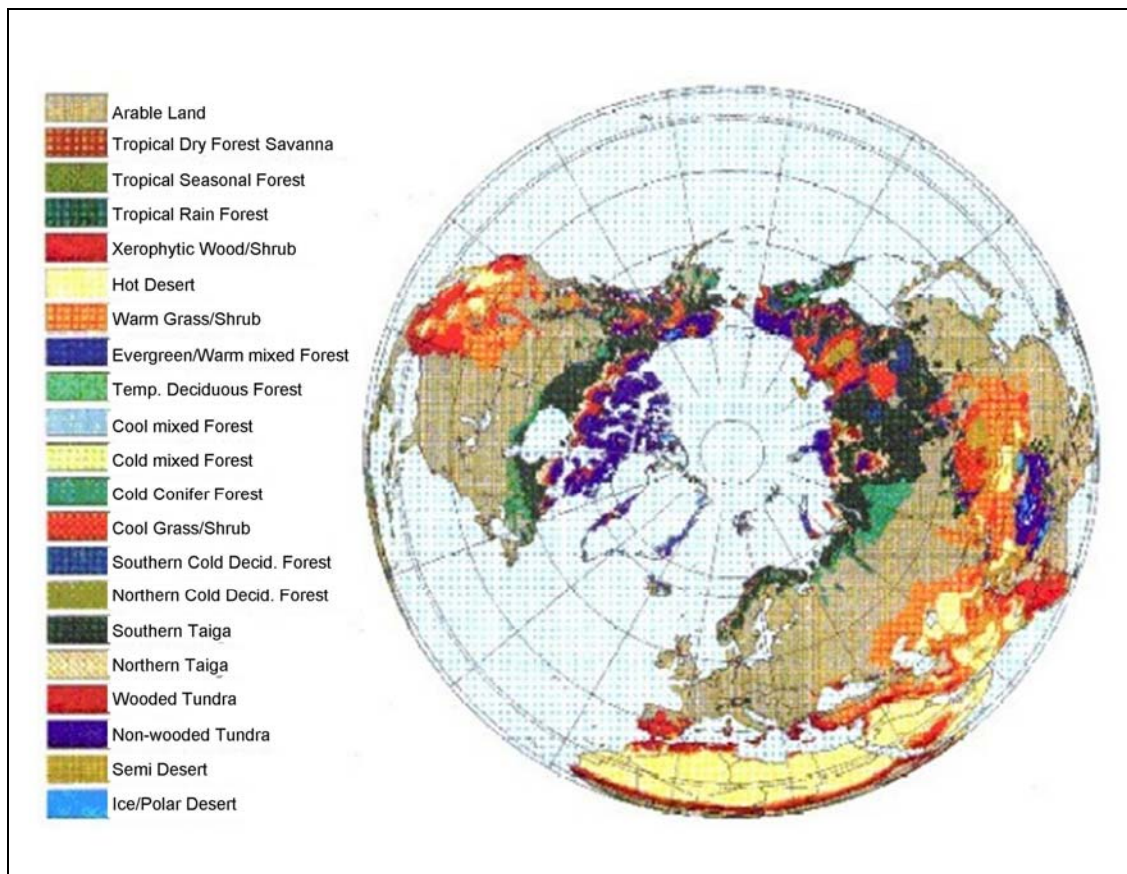 Arable Land
Tropical Dry Forest Savanna
Tropical Seasonal Forest
Tropical Rain Forest
Xerophytic Wood/Shrub
Hot Desert
Warm Grass/Shrub
Evergreen/Warm mixed Forest
Temp. Deciduous Forest
Cool mixed Forest
Cold mixed Forest
Cold Conifer Forest
Cool Grass/Shrub
Southern Cold Decid. Forest
Northern Cold Decid. Forest
Southern Taiga
Northern Taiga
Wooded Tundra
Non-wooded Tundra
Semi Desert
Ice/Polar Desert